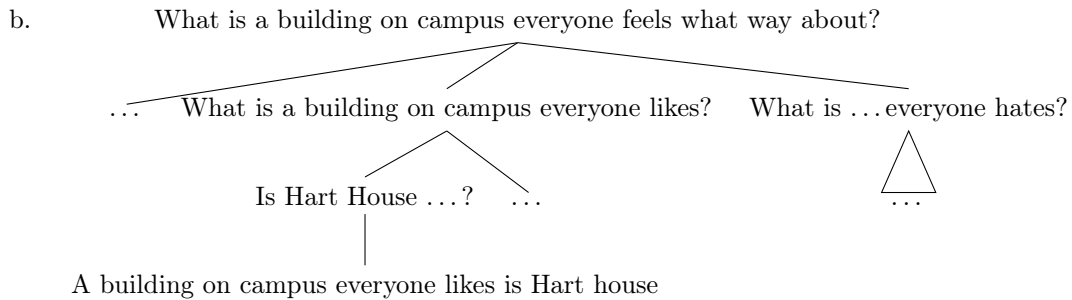 b. What is a building on campus everyone feels what way about?
... What is a building on campus everyone likes? What is ... everyone hates?
Is Hart House ...? ... ...
A building on campus everyone likes is Hart house